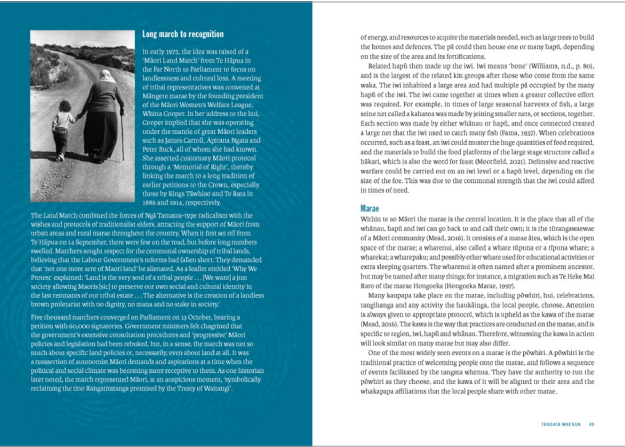 Long march to recognition
In early 1975, the idea was raised of a
‘Māori Land March’ from Te Hāpua in
the Far North to Parliament to focus on
landlessness and cultural loss. A meeting
of tribal representatives was convened at
Māngere marae by the founding president
of the Māori Women’s Welfare League,
Whina Cooper. In her address to the hui,
Cooper implied that she was operating
under the mantle of great Māori leaders
such as James Carroll, Āpirana Ngata and
Peter Buck, all of whom she had known.
She asserted customary Māori protocol
through a ‘Memorial of Right’, thereby
linking the march to a long tradition of
earlier petitions to the Crown, especially
those by Kings Tāwhiao and Te Rata in
1886 and 1914, respectively.
The Land March combined the forces of Ngā Tamatoa-type radicalism with the
wishes and protocols of traditionalist elders, attracting the support of Māori from
urban areas and rural marae throughout the country. When it first set off from
Te Hāpua on 14 September, there were few on the road, but before long numbers
swelled. Marchers sought respect for the communal ownership of tribal lands,
believing that the Labour Government’s reforms had fallen short. They demanded
that ‘not one more acre of Maori land’ be alienated. As a leaflet entitled ‘Why We
Protest’ explained: ‘Land is the very soul of a tribal people . . . [We want] a just
society allowing Maoris [sic] to preserve our own social and cultural identity in
the last remnants of our tribal estate . . . The alternative is the creation of a landless
brown proletariat with no dignity, no mana and no stake in society.’
Five thousand marchers converged on Parliament on 13 October, bearing a
petition with 60,000 signatures. Government ministers felt chagrined that
the government’s extensive consultation procedures and ‘progressive’ Māori
policies and legislation had been rebuked, but, in a sense, the march was not so
much about specific land policies or, necessarily, even about land at all. It was
a reassertion of autonomist Māori demands and aspirations at a time when the
political and social climate was becoming more receptive to them. As one historian
later noted, the march represented Māori, at an auspicious moment, ‘symbolically
reclaiming the tino Rangatiratanga promised by the Treaty of Waitangi’.
of energy, and resources to acquire the materials needed, such as large trees to build
the homes and defences. The pā could then house one or many hapū, depending
on the size of the area and its fortifications.
Related hapū then made up the iwi. Iwi means ‘bone’ (Williams, n.d., p. 80),
and is the largest of the related kin groups after those who come from the same
waka. The iwi inhabited a large area and had multiple pā occupied by the many
hapū of the iwi. The iwi came together at times when a greater collective effort
was required. For example, in times of large seasonal harvests of fish, a large
seine net called a kaharoa was made by joining smaller nets, or sections, together.
Each section was made by either whānau or hapū, and once connected created
a large net that the iwi used to catch many fish (Pama, 1937). When celebrations
occurred, such as a feast, an iwi could muster the huge quantities of food required,
and the materials to build the food platforms of the large stage structure called a
hākari, which is also the word for feast (Moorfield, 2021). Defensive and reactive
warfare could be carried out on an iwi level or a hapū level, depending on the
size of the foe. This was due to the communal strength that the iwi could afford
in times of need.
Marae
Within te ao Māori the marae is the central location. It is the place that all of the
whānau, hapū and iwi can go back to and call their own; it is the tūrangawaewae
of a Māori community (Mead, 2016). It consists of a marae ātea, which is the open
space of the marae; a wharenui, also called a whare tīpuna or a tīpuna whare; a
wharekai; a wharepaku; and possibly other whare used for educational activities or
extra sleeping quarters. The wharenui is often named after a prominent ancestor,
but may be named after many things; for instance, a migration such as Te Heke Mai
Raro of the marae Hongoeka (Hongoeka Marae, 1997).
Many kaupapa take place on the marae, including pōwhiri, hui, celebrations,
tangihanga and any activity the haukāinga, the local people, choose. Attention
is always given to appropriate protocol, which is upheld as the kawa of the marae
(Mead, 2016). The kawa is the way that practices are conducted on the marae, and is
specific to region, iwi, hapū and whānau. Therefore, witnessing the kawa in action
will look similar on many marae but may also differ.
One of the most widely seen events on a marae is the pōwhiri. A pōwhiri is the
traditional practice of welcoming people onto the marae, and follows a sequence
of events facilitated by the tangata whenua. They have the authority to run the
pōwhiri as they choose, and the kawa of it will be aligned to their area and the
whakapapa affiliations that the local people share with other marae.
TANGATA WHENUA 49